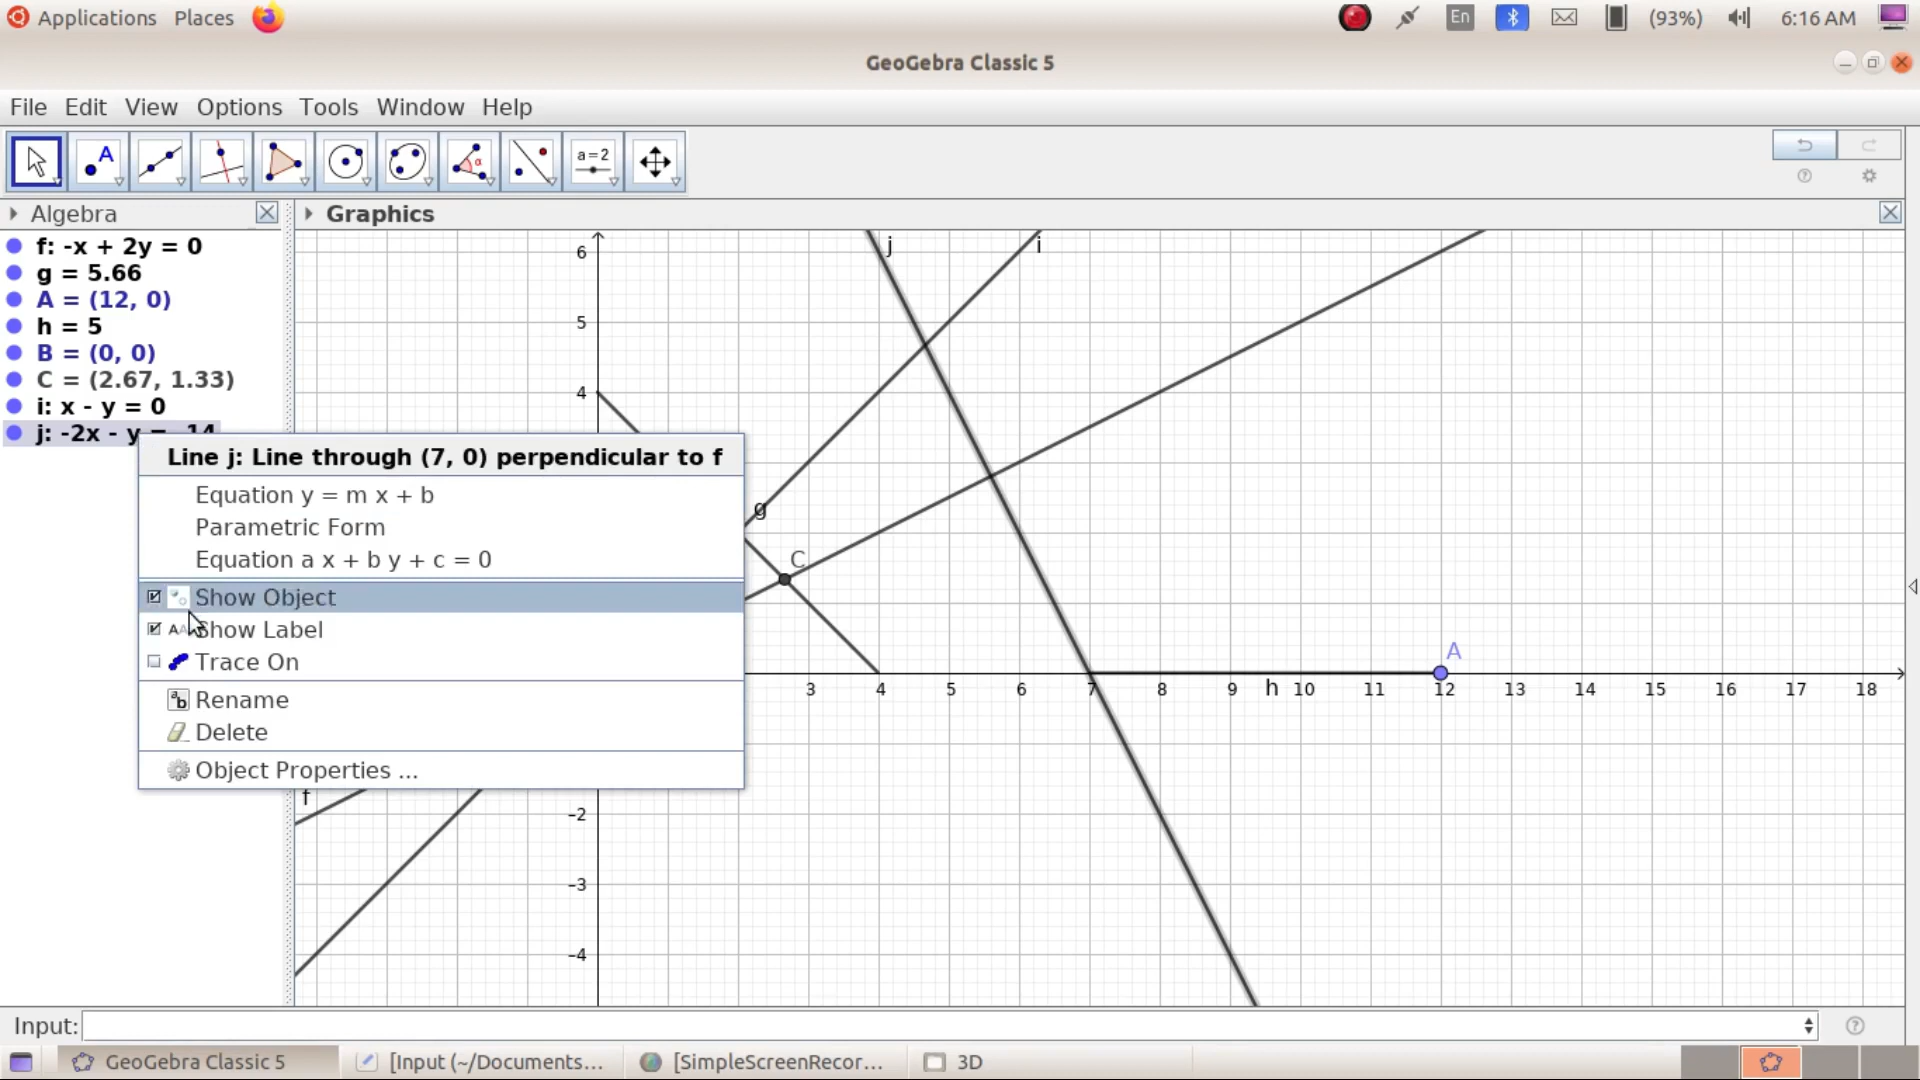 Applications Places En (93%) 6:16 AM
GeoGebra Classic 5
File Edit View Options Tools Window Help
A α a=2
Algebra
Graphics
f: -x + 2y = 0
g = 5.66
A = (12, 0)
h = 5
B = (0, 0)
C = (2.67, 1.33)
i: x - y = 0
j: -2x - y = -14
Line j: Line through (7, 0) perpendicular to f
Equation y = m x + b
Parametric Form
Equation a x + b y + c = 0
Show Object
Show Label
Trace On
Rename
Delete
Object Properties ...
j
i
6
5
4
g
C
A
3 4 5 6 7 8 9 h 10 11 12 13 14 15 16 17 18
f
–2
–3
–4
Input:
GeoGebra Classic 5 [Input (~/Documents... [SimpleScreenRecor... 3D